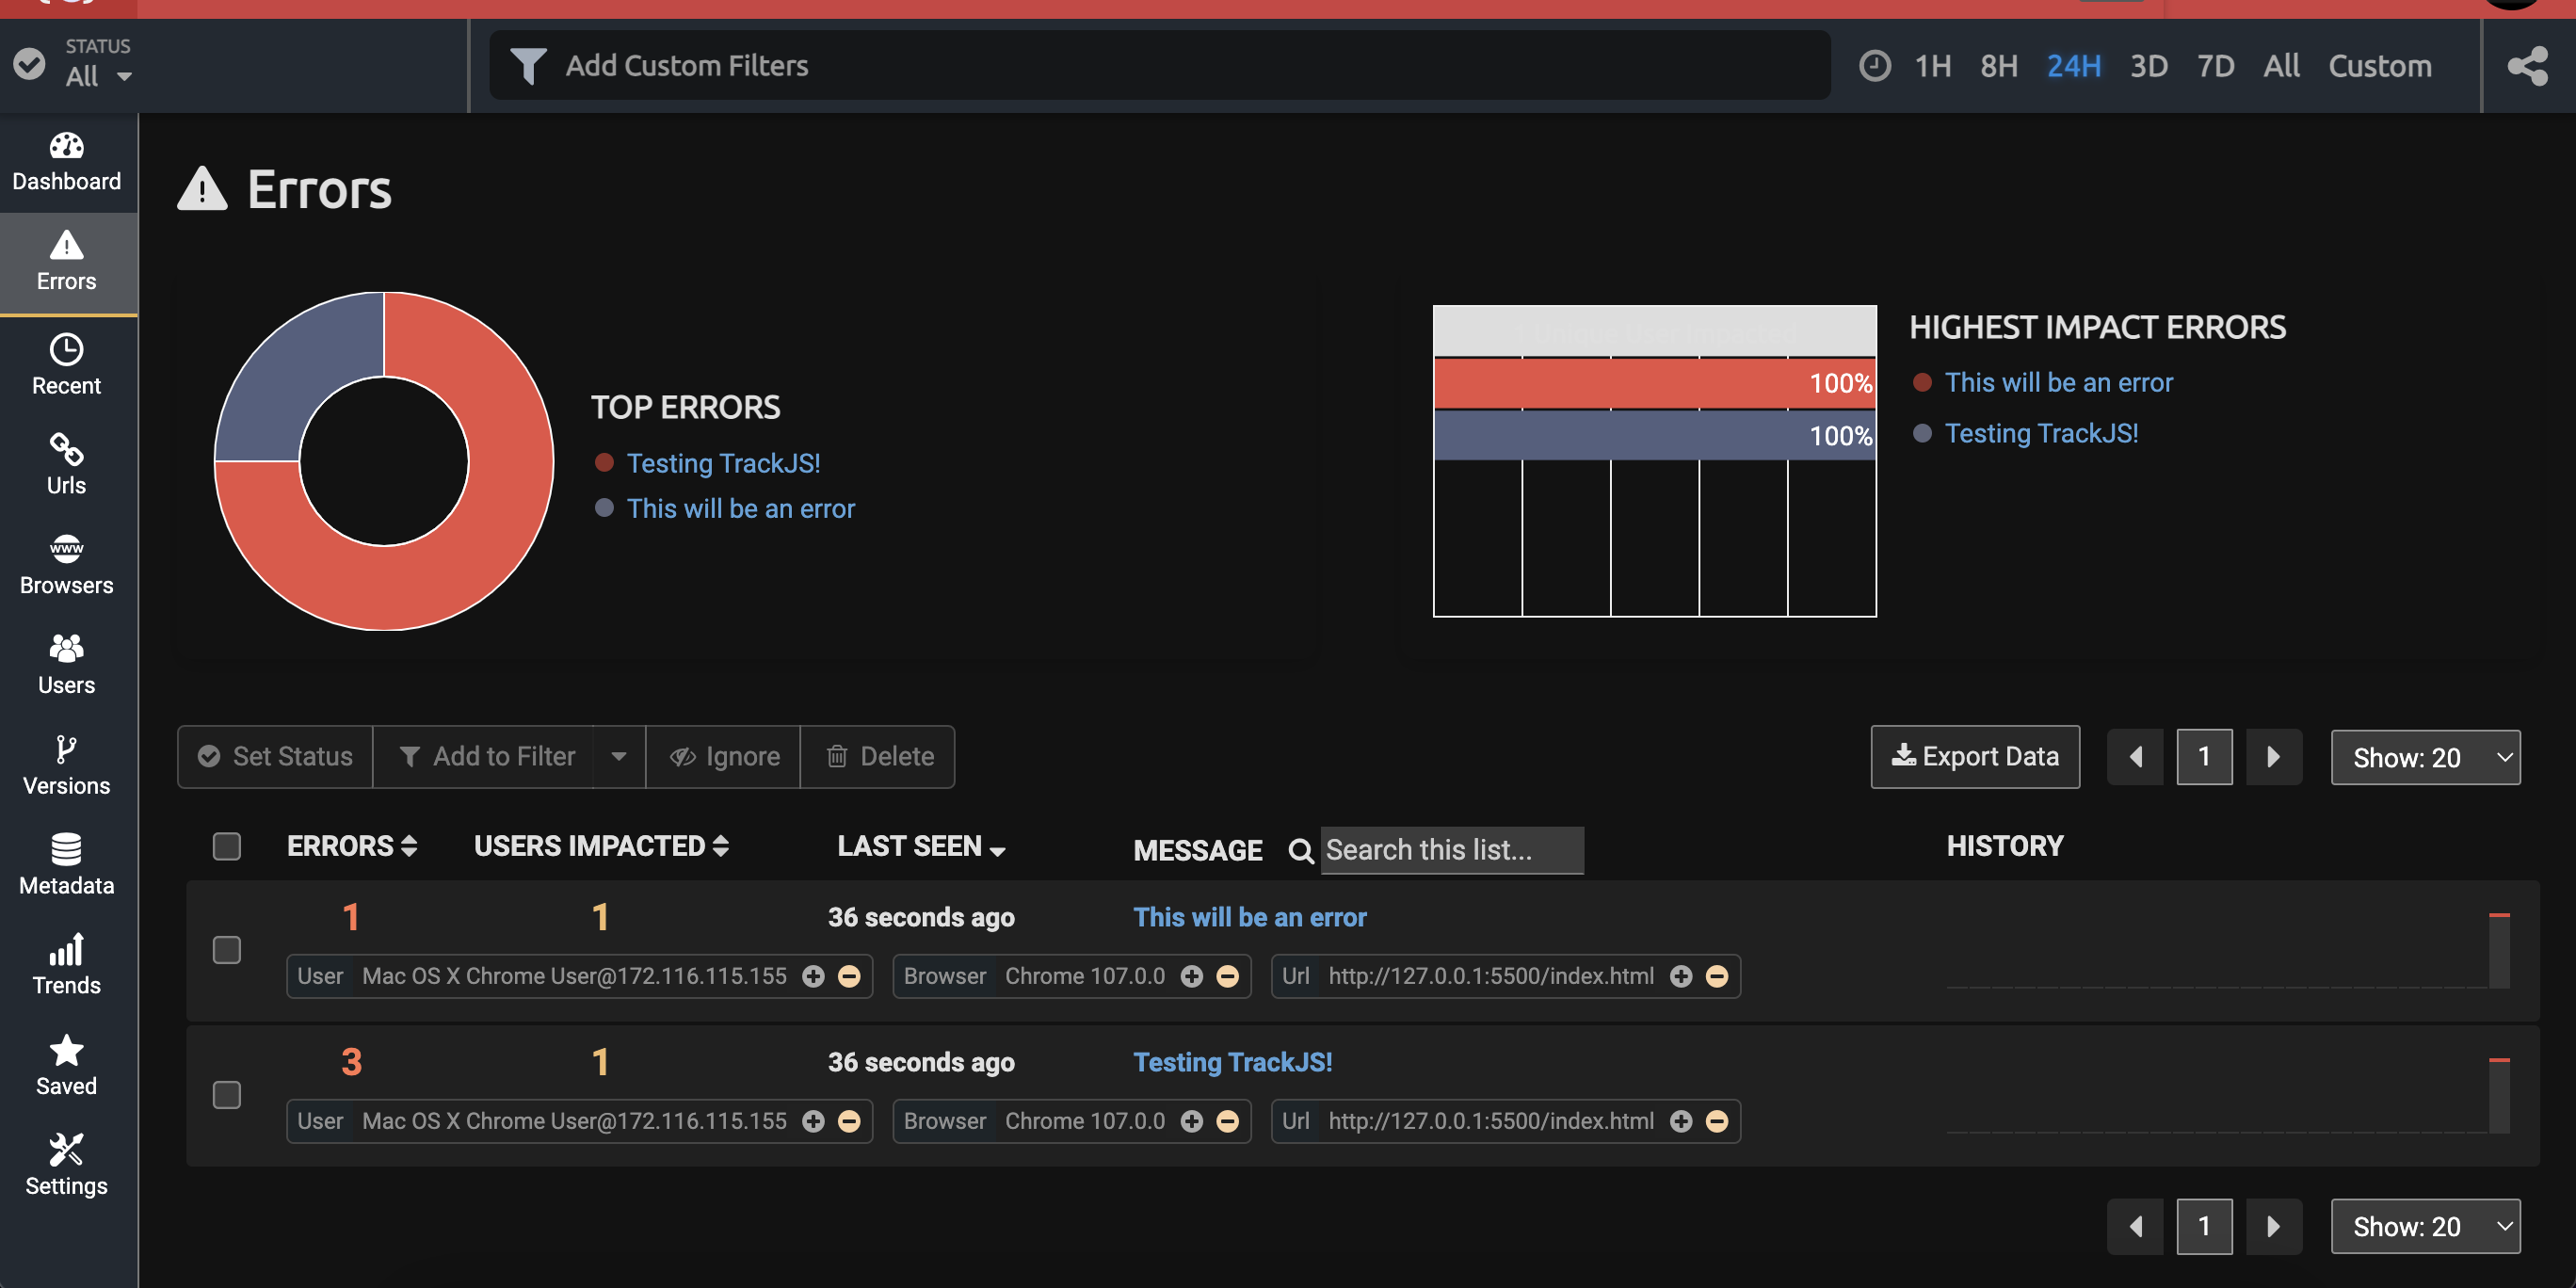 STATUS
All
Add Custom Filters
1H 8H 24H 3D 7D All Custom
Dashboard
Errors
Recent
Urls
www
Browsers
Users
Versions
Metadata
Trends
Saved
Settings
Errors
TOP ERRORS
Testing TrackJS!
This will be an error
100%
100%
HIGHEST IMPACT ERRORS
This will be an error
Testing TrackJS!
Set Status Add to Filter Ignore Delete
Export Data 1 Show: 20
ERRORS USERS IMPACTED LAST SEEN MESSAGE Search this list... HISTORY
1 1 36 seconds ago This will be an error
User Mac OS X Chrome User@172.116.115.155 Browser Chrome 107.0.0 Url http://127.0.0.1:5500/index.html
3 1 36 seconds ago Testing TrackJS!
User Mac OS X Chrome User@172.116.115.155 Browser Chrome 107.0.0 Url http://127.0.0.1:5500/index.html
1 Show: 20